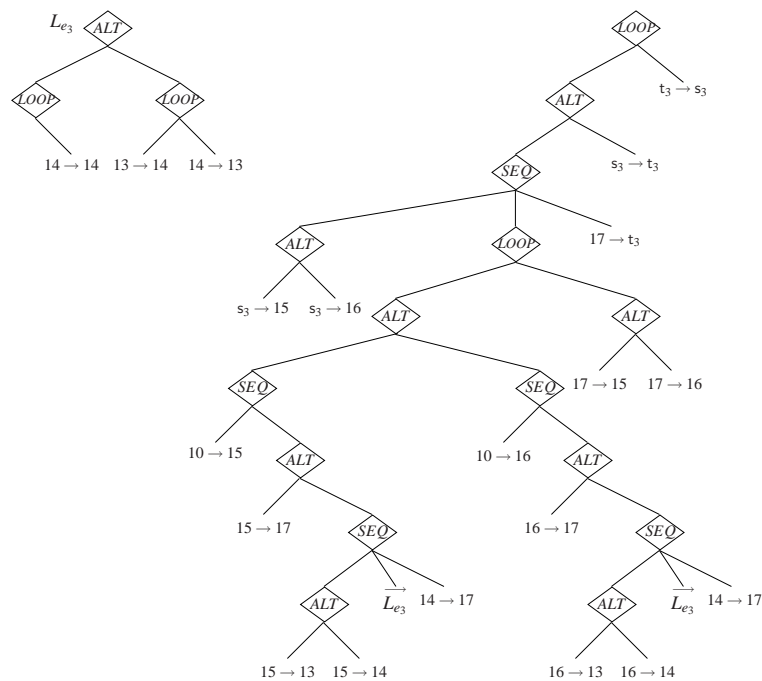 L_{e_3} ALT LOOP
LOOP LOOP ALT t₃ → s₃
14 → 14 13 → 14 14 → 13 SEQ s₃ → t₃
ALT LOOP 17 → t₃
s₃ → 15 s₃ → 16 ALT ALT
SEQ SEQ 17 → 15 17 → 16
10 → 15 ALT 10 → 16 ALT
15 → 17 SEQ 16 → 17 SEQ
ALT \overrightarrow{L_{e_3}} 14 → 17 ALT \overrightarrow{L_{e_3}} 14 → 17
15 → 13 15 → 14 16 → 13 16 → 14